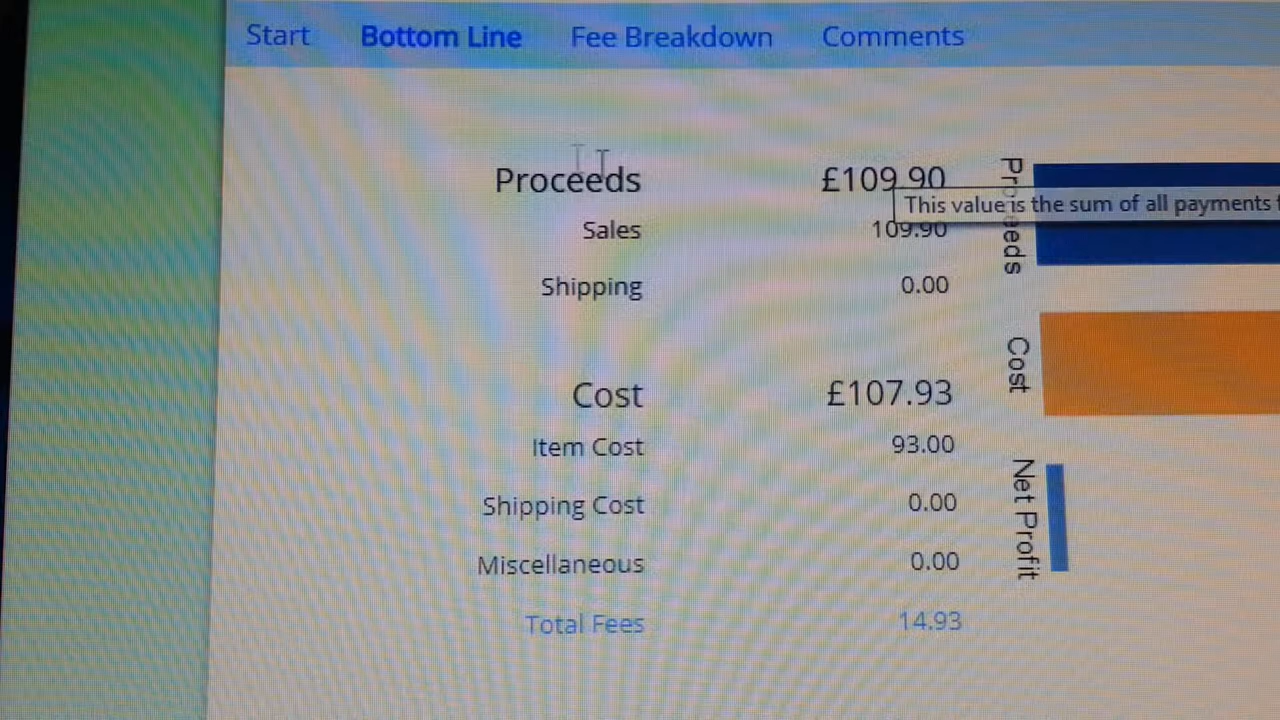 Start Bottom Line Fee Breakdown Comments
Proceeds £109.90
This value is the sum of all payments
Sales 109.90
Shipping 0.00
Cost £107.93
Item Cost 93.00
Shipping Cost 0.00
Miscellaneous 0.00
Total Fees 14.93
Proceeds
Cost
Net Profit